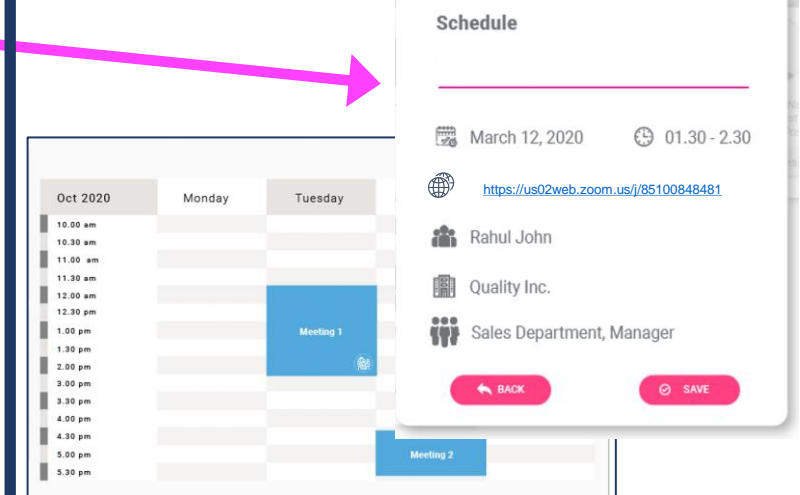 Schedule
March 12, 2020 01.30 - 2.30
https://us02web.zoom.us/j/85100848481
Rahul John
Quality Inc.
Sales Department, Manager
BACK SAVE
Oct 2020 Monday Tuesday
10.00 am
10.30 am
11.00 am
11.30 am
12.00 am
12.30 pm
1.00 pm Meeting 1
1.30 pm
2.00 pm
3.00 pm
3.30 pm
4.00 pm
4.30 pm
5.00 pm Meeting 2
5.30 pm